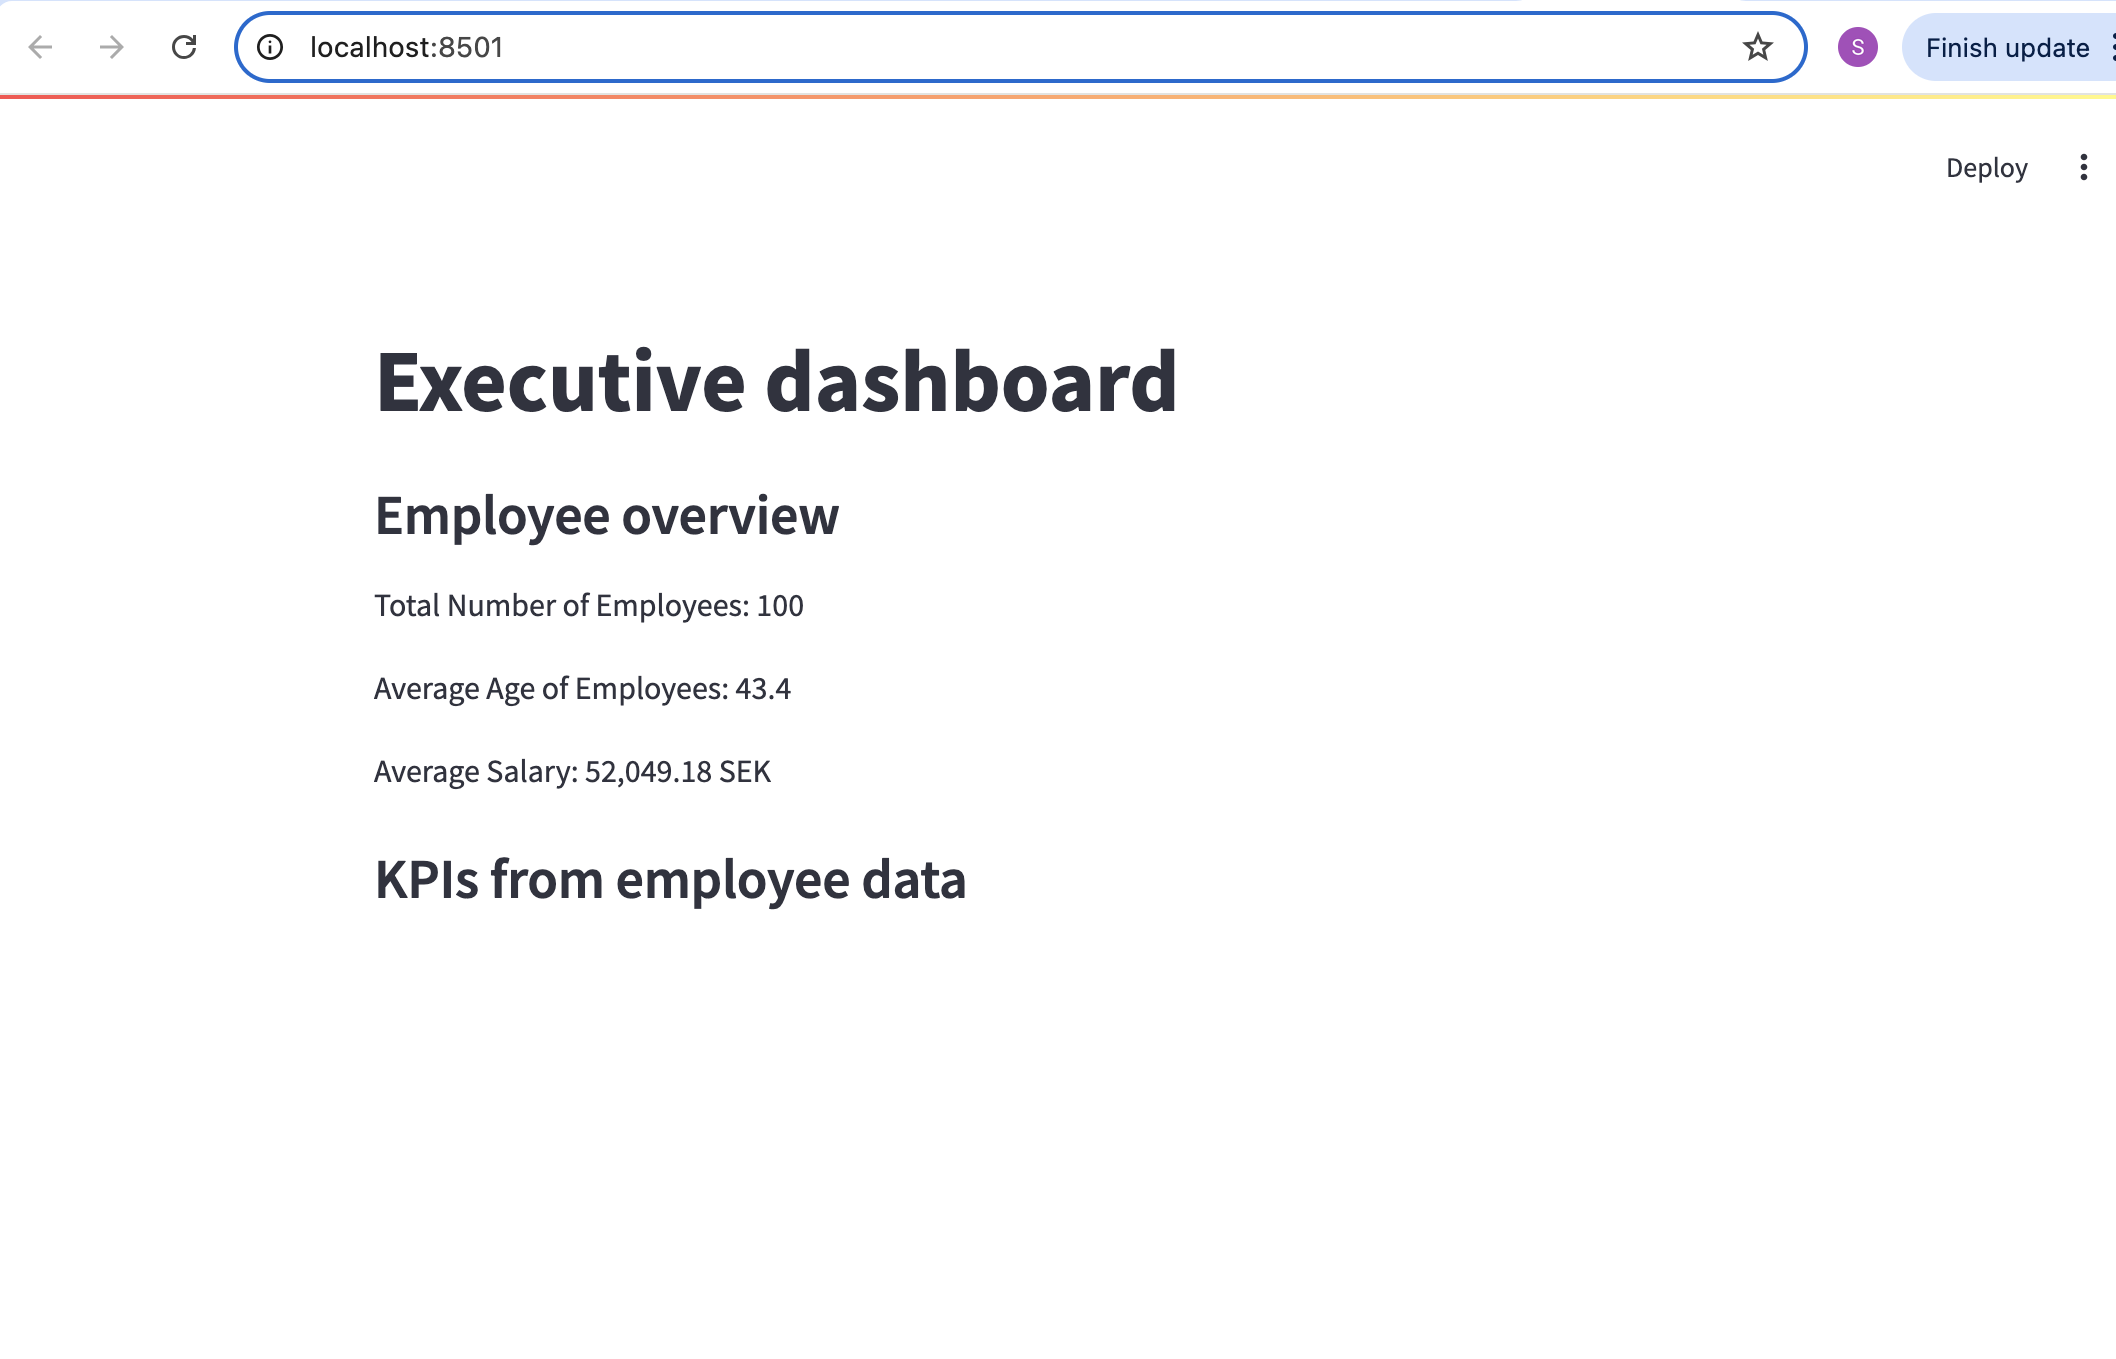 localhost:8501
S
Finish update
Deploy
Executive dashboard
Employee overview
Total Number of Employees: 100
Average Age of Employees: 43.4
Average Salary: 52,049.18 SEK
KPIs from employee data